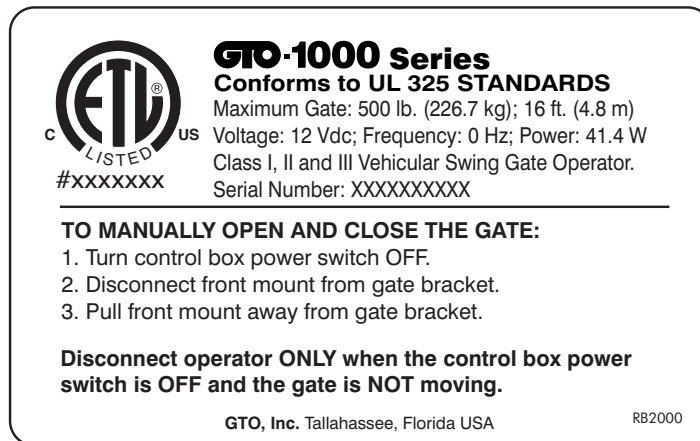 GTO-1000 Series
Conforms to UL 325 STANDARDS
ETL ®
C US
LISTED
#xxxxxxx
Maximum Gate: 500 lb. (226.7 kg); 16 ft. (4.8 m)
Voltage: 12 Vdc; Frequency: 0 Hz; Power: 41.4 W
Class I, II and III Vehicular Swing Gate Operator.
Serial Number: XXXXXXXXXX
TO MANUALLY OPEN AND CLOSE THE GATE:
1. Turn control box power switch OFF.
2. Disconnect front mount from gate bracket.
3. Pull front mount away from gate bracket.
Disconnect operator ONLY when the control box power
switch is OFF and the gate is NOT moving.
GTO, Inc. Tallahassee, Florida USA
RB2000